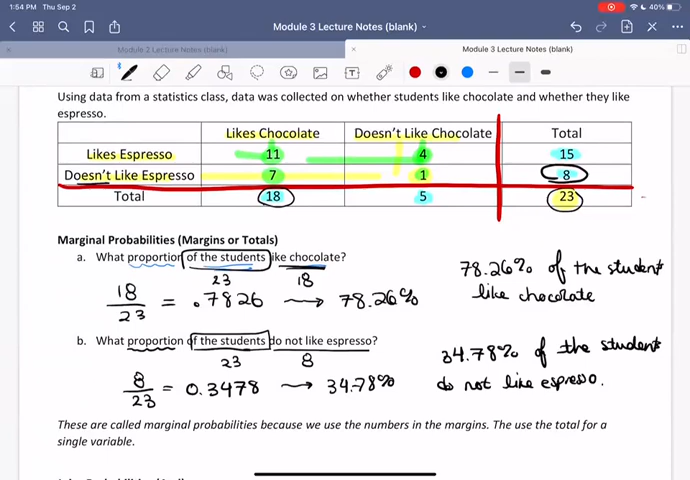 1:54 PM Thu Sep 2
40%
Module 3 Lecture Notes (blank)
Module 2 Lecture Notes (blank)
Module 3 Lecture Notes (blank)
Using data from a statistics class, data was collected on whether students like chocolate and whether they like
espresso.
Likes Chocolate Doesn't Like Chocolate Total
Likes Espresso 11 4 15
Doesn't Like Espresso 7 1 8
Total 18 5 23
Marginal Probabilities (Margins or Totals)
a. What proportion of the students like chocolate?
23 18
18/23 = .7826 → 78.26%
78.26% of the student
like chocolate
b. What proportion of the students do not like espresso?
23 8
8/23 = 0.3478 → 34.78%
34.78% of the student
do not like espresso.
These are called marginal probabilities because we use the numbers in the margins. The use the total for a
single variable.